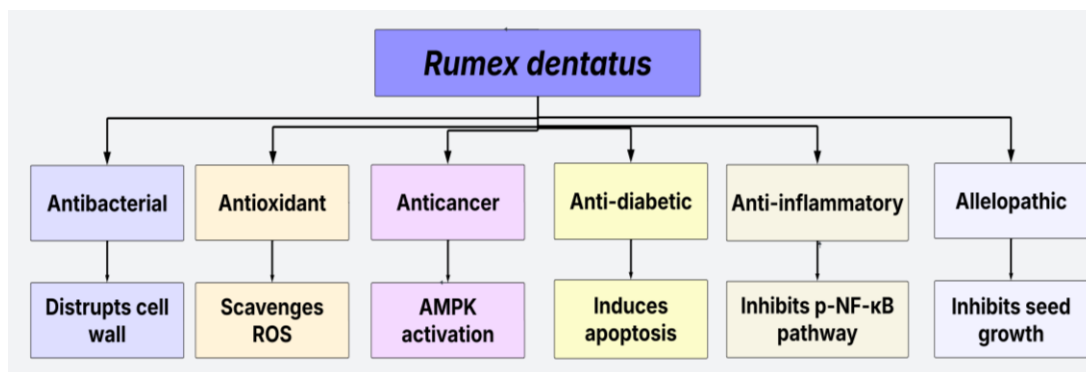 Rumex dentatus
Antibacterial
Antioxidant
Anticancer
Anti-diabetic
Anti-inflammatory
Allelopathic
Distrupts cell
wall
Scavenges
ROS
AMPK
activation
Induces
apoptosis
Inhibits p-NF-κB
pathway
Inhibits seed
growth